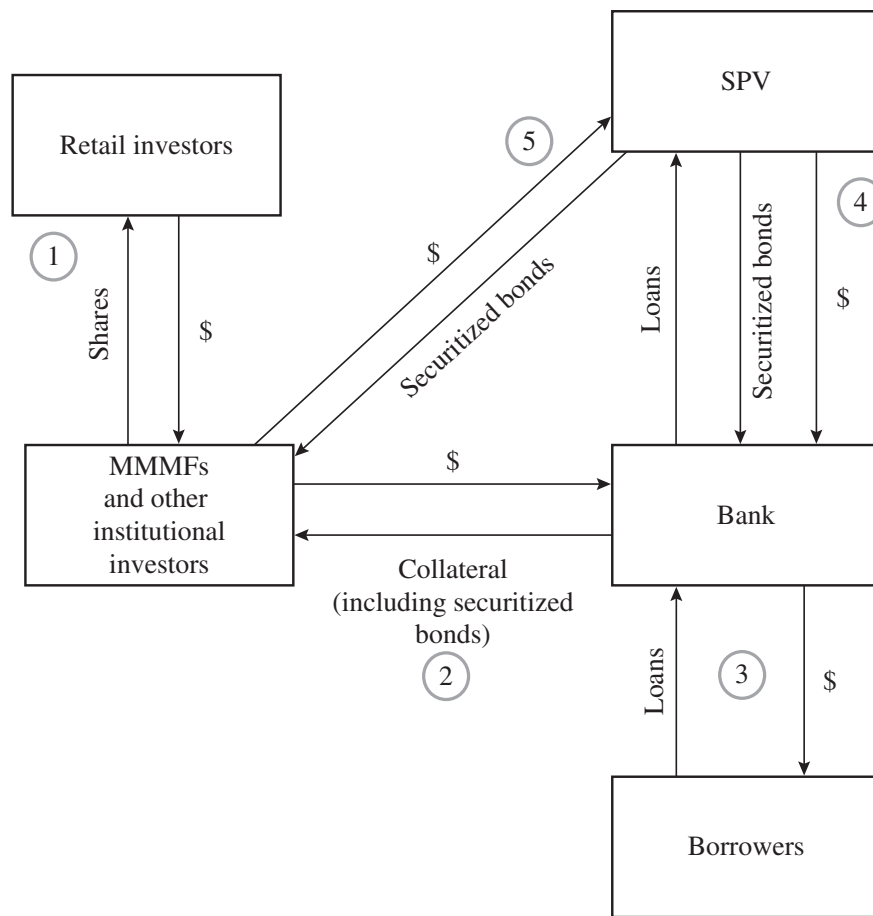 SPV
Retail investors
5
4
1
Shares
$
$
Securitized bonds
Loans
Securitized bonds
$
MMMFs
and other
institutional
investors
$
Bank
Collateral
(including securitized
bonds)
2
Loans
3
$
Borrowers